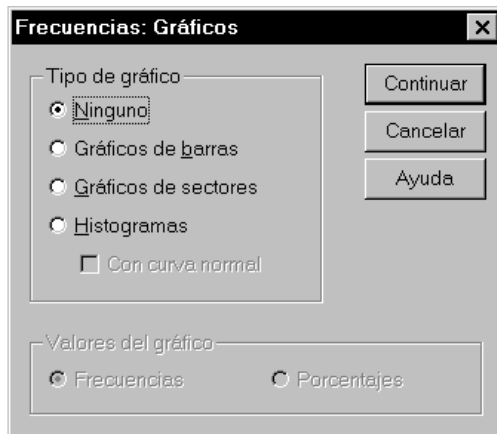 Frecuencias: Gráficos
Tipo de gráfico
Ninguno
Gráficos de barras
Gráficos de sectores
Histogramas
Con curva normal
Continuar
Cancelar
Ayuda
Valores del gráfico
Frecuencias Porcentajes